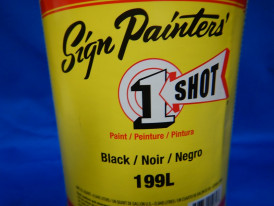 Sign Painters'
1 SHOT
Paint / Peinture / Pintura
Black / Noir / Negro
199L